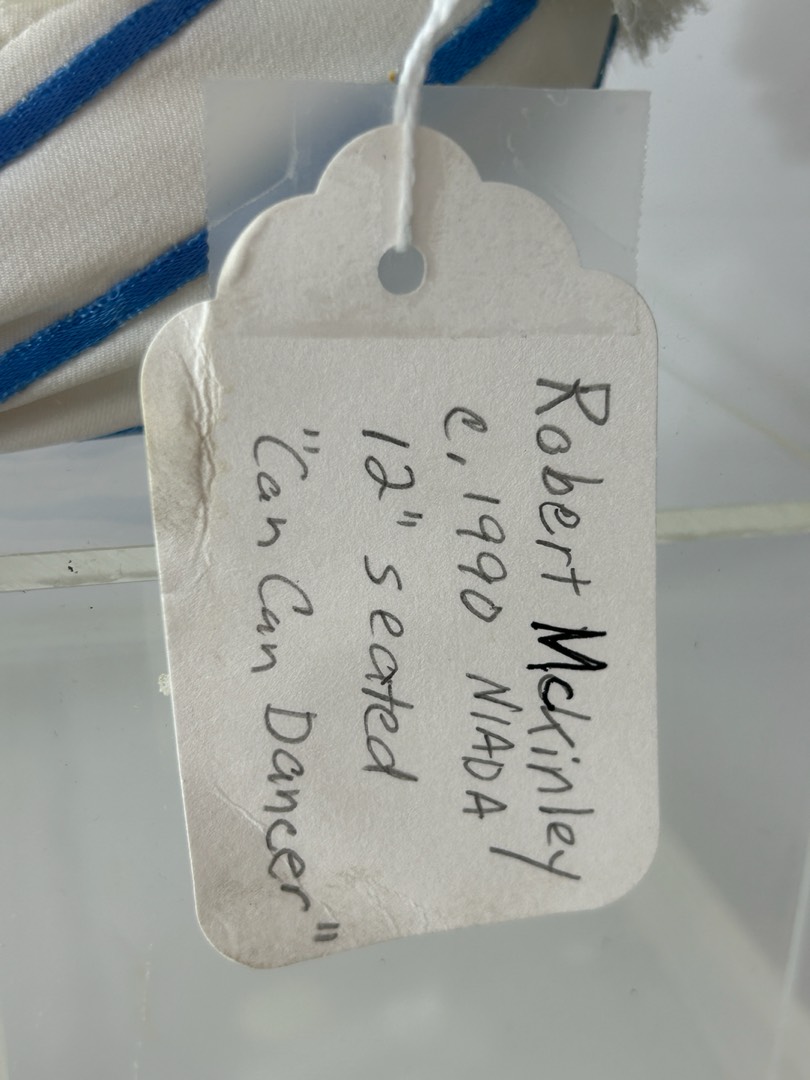 Robert Mckinley
c, 1990 NIADA
12" seated
"Can Can Dancer"